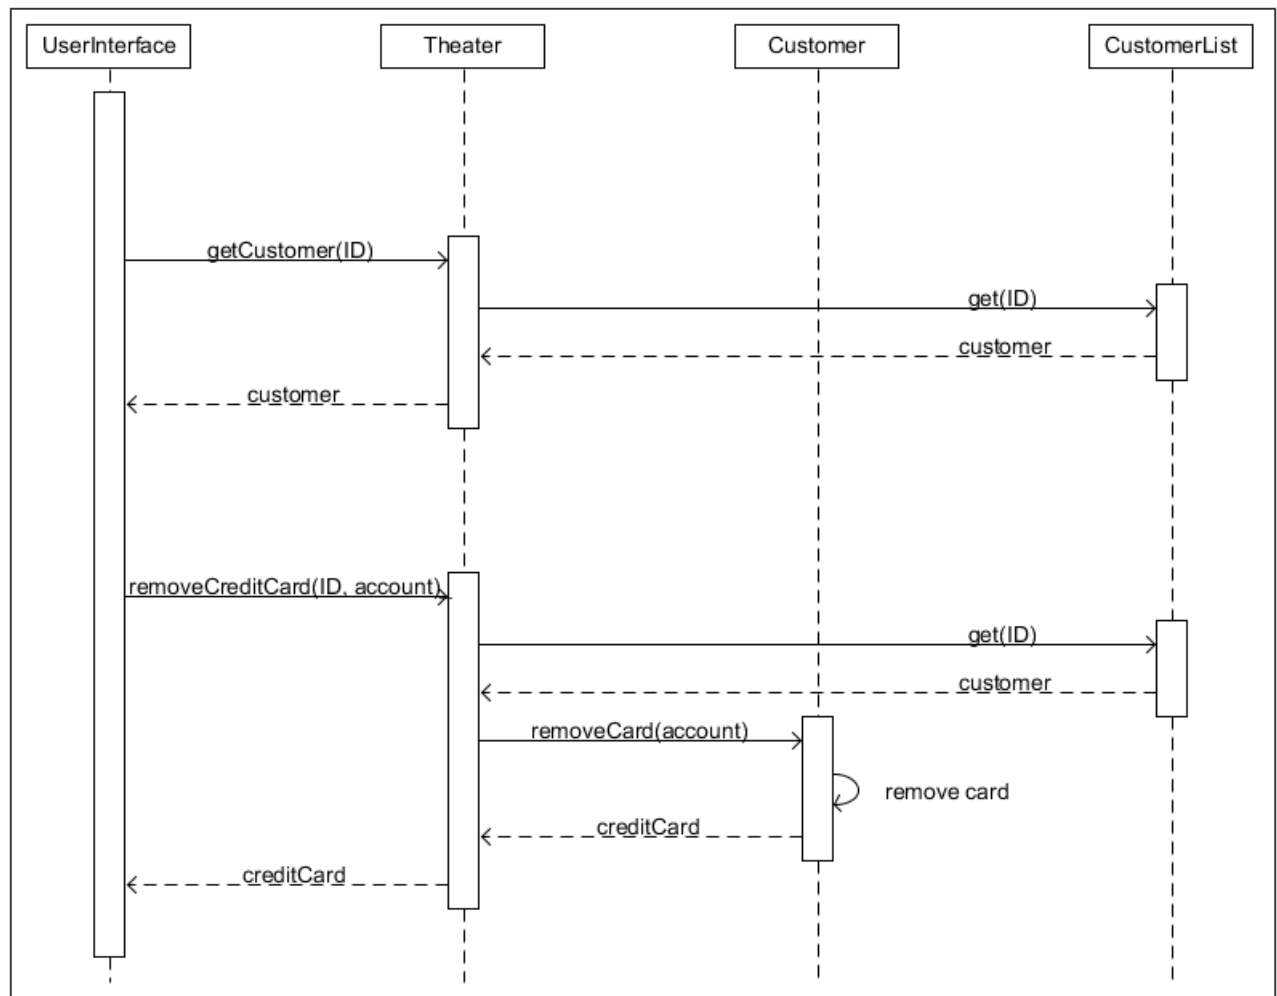 UserInterface
Theater
Customer
CustomerList
getCustomer(ID)
get(ID)
customer
customer
removeCreditCard(ID, account)
get(ID)
customer
removeCard(account)
remove card
creditCard
creditCard